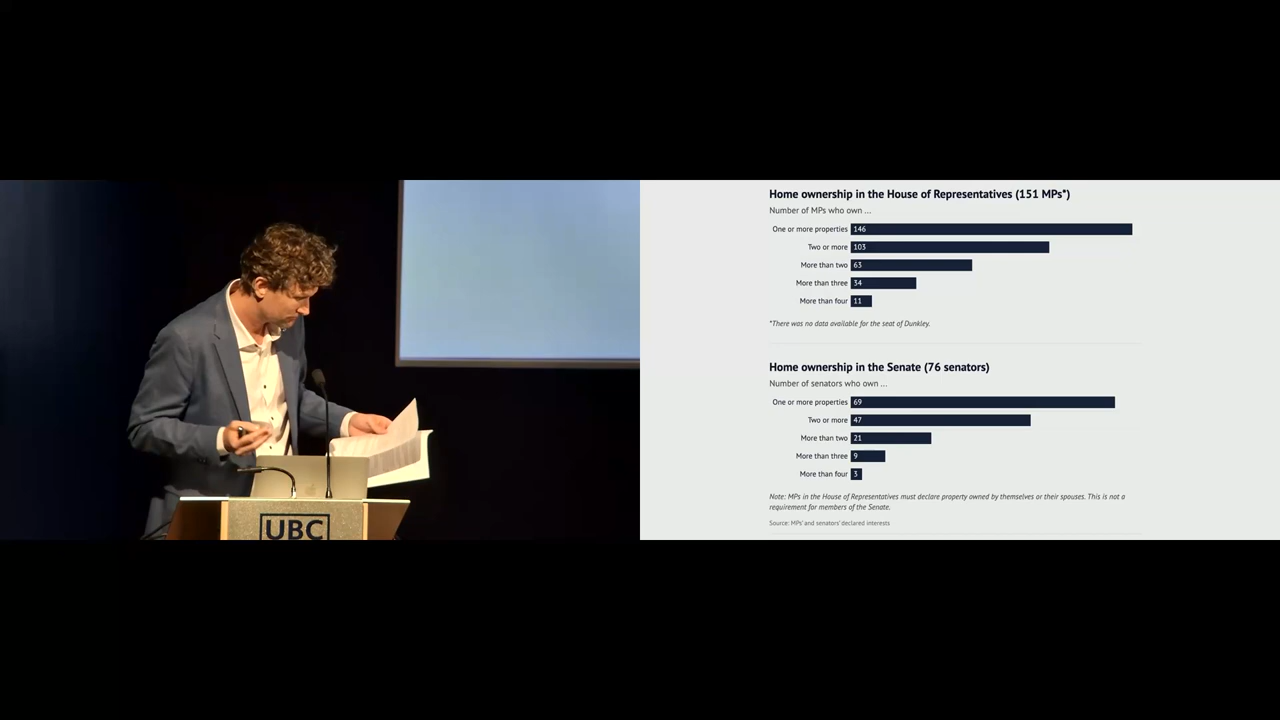 UBC
Home ownership in the House of Representatives (151 MPs*)
Number of MPs who own ...
One or more properties 146
Two or more 103
More than two 63
More than three 34
More than four 11
*There was no data available for the seat of Dunkley.
Home ownership in the Senate (76 senators)
Number of senators who own ...
One or more properties 69
Two or more 47
More than two 21
More than three 9
More than four 3
Note: MPs in the House of Representatives must declare property owned by themselves or their spouses. This is not a
requirement for members of the Senate.
Source: MPs' and senators' declared interests